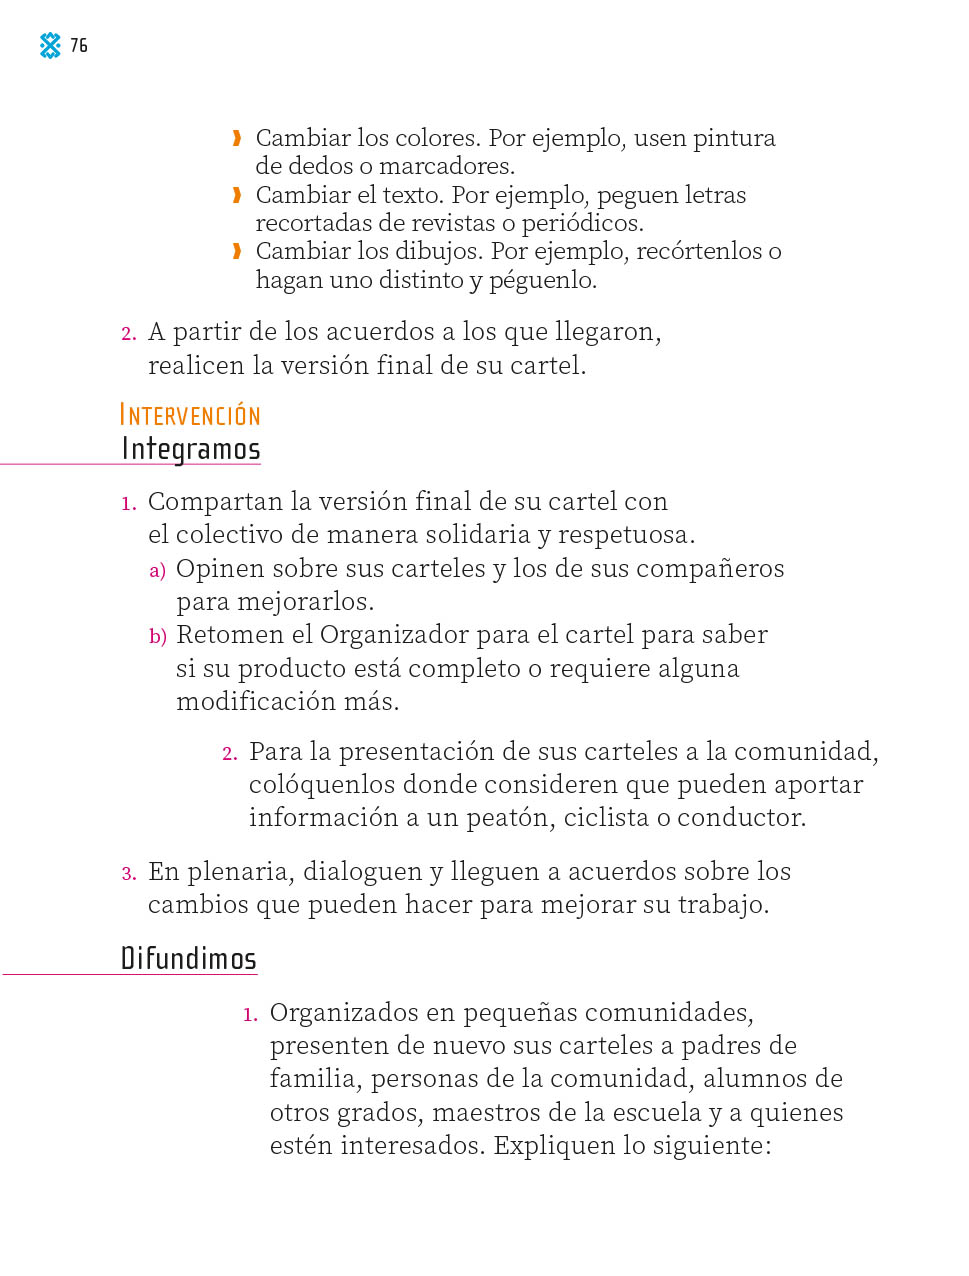 76
Cambiar los colores. Por ejemplo, usen pintura
de dedos o marcadores.
Cambiar el texto. Por ejemplo, peguen letras
recortadas de revistas o periódicos.
Cambiar los dibujos. Por ejemplo, recórtenlos o
hagan uno distinto y péguenlo.
2. A partir de los acuerdos a los que llegaron,
realicen la versión final de su cartel.
Intervención
Integramos
1. Compartan la versión final de su cartel con
el colectivo de manera solidaria y respetuosa.
a) Opinen sobre sus carteles y los de sus compañeros
para mejorarlos.
b) Retomen el Organizador para el cartel para saber
si su producto está completo o requiere alguna
modificación más.
2. Para la presentación de sus carteles a la comunidad,
colóquenlos donde consideren que pueden aportar
información a un peatón, ciclista o conductor.
3. En plenaria, dialoguen y lleguen a acuerdos sobre los
cambios que pueden hacer para mejorar su trabajo.
Difundimos
1. Organizados en pequeñas comunidades,
presenten de nuevo sus carteles a padres de
familia, personas de la comunidad, alumnos de
otros grados, maestros de la escuela y a quienes
estén interesados. Expliquen lo siguiente: